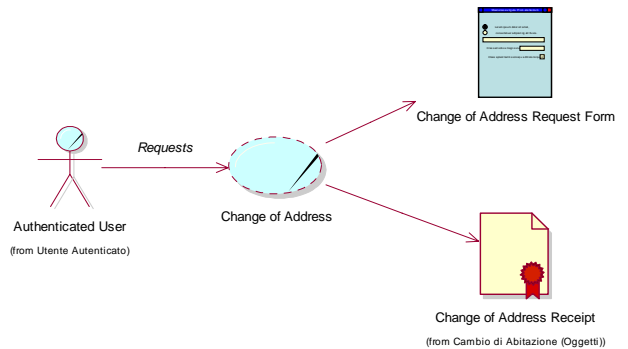 Change of Address Request Form
Requests
Authenticated User
(from Utente Autenticato)
Change of Address
Change of Address Receipt
(from Cambio di Abitazione (Oggetti))